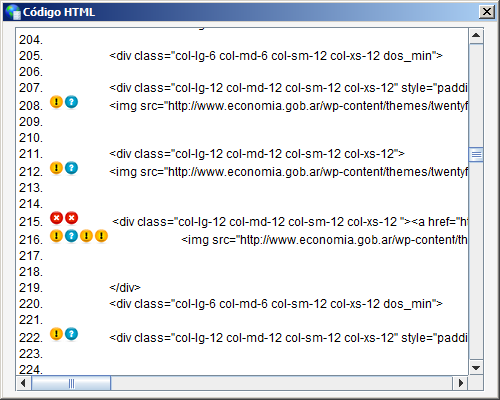 Código HTML
204.
205. <div class="col-lg-6 col-md-6 col-sm-12 col-xs-12 dos_min">
206.
207. <div class="col-lg-12 col-md-12 col-sm-12 col-xs-12" style="paddi
208. <img src="http://www.economia.gob.ar/wp-content/themes/twentyf
209.
210.
211. <div class="col-lg-12 col-md-12 col-sm-12 col-xs-12">
212. <img src="http://www.economia.gob.ar/wp-content/themes/twentyf
213.
214.
215. <div class="col-lg-12 col-md-12 col-sm-12 col-xs-12 "><a href="ht
216. <img src="http://www.economia.gob.ar/wp-content/th
217.
218.
219. </div>
220. <div class="col-lg-6 col-md-6 col-sm-12 col-xs-12 dos_min">
221.
222. <div class="col-lg-12 col-md-12 col-sm-12 col-xs-12" style="paddi
223.
224.